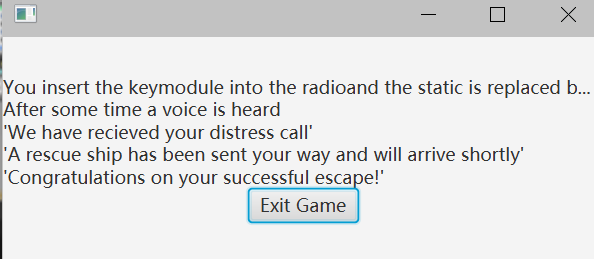 You insert the keymodule into the radioand the static is replaced b...
After some time a voice is heard
'We have recieved your distress call'
'A rescue ship has been sent your way and will arrive shortly'
'Congratulations on your successful escape!'
Exit Game